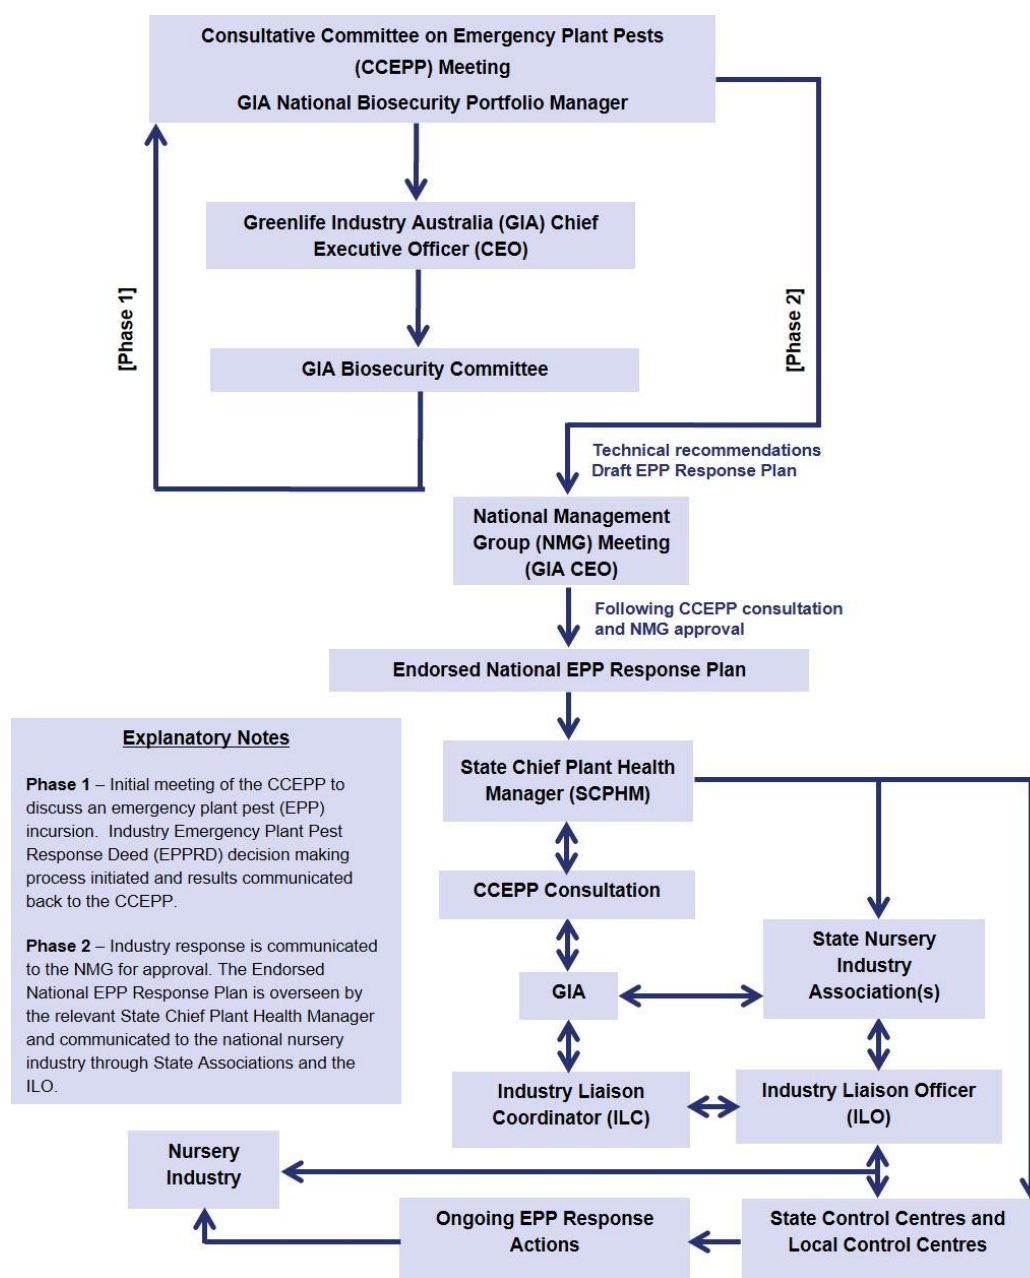 Consultative Committee on Emergency Plant Pests
(CCEPP) Meeting
GIA National Biosecurity Portfolio Manager
Greenlife Industry Australia (GIA) Chief
Executive Officer (CEO)
[Phase 1]
[Phase 2]
GIA Biosecurity Committee
Technical recommendations
Draft EPP Response Plan
National Management
Group (NMG) Meeting
(GIA CEO)
Following CCEPP consultation
and NMG approval
Endorsed National EPP Response Plan
Explanatory Notes
Phase 1 – Initial meeting of the CCEPP to
discuss an emergency plant pest (EPP)
incursion.  Industry Emergency Plant Pest
Response Deed (EPPRD) decision making
process initiated and results communicated
back to the CCEPP.
Phase 2 – Industry response is communicated
to the NMG for approval. The Endorsed
National EPP Response Plan is overseen by
the relevant State Chief Plant Health Manager
and communicated to the national nursery
industry through State Associations and the
ILO.
State Chief Plant Health
Manager (SCPHM)
CCEPP Consultation
State Nursery
Industry
Association(s)
GIA
Industry Liaison
Coordinator (ILC)
Industry Liaison Officer
(ILO)
Nursery
Industry
Ongoing EPP Response
Actions
State Control Centres and
Local Control Centres